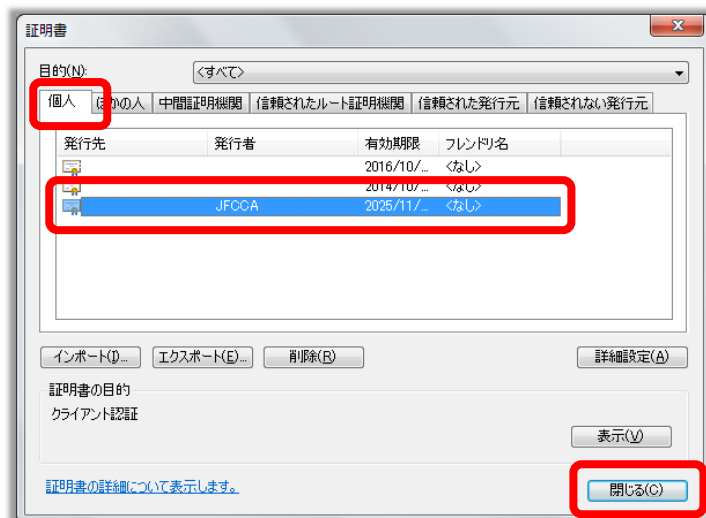 証明書
目的(N): <すべて>
個人 ほかの人 中間証明機関 信頼されたルート証明機関 信頼された発行元 信頼されない発行元
発行先 発行者 有効期限 フレンドリ名
2016/10/... <なし>
2014/10/... <なし>
JFCCA 2025/11/... <なし>
インポート(I)... エクスポート(E)... 削除(R) 詳細設定(A)
証明書の目的
クライアント認証
表示(V)
証明書の詳細について表示します。
閉じる(C)